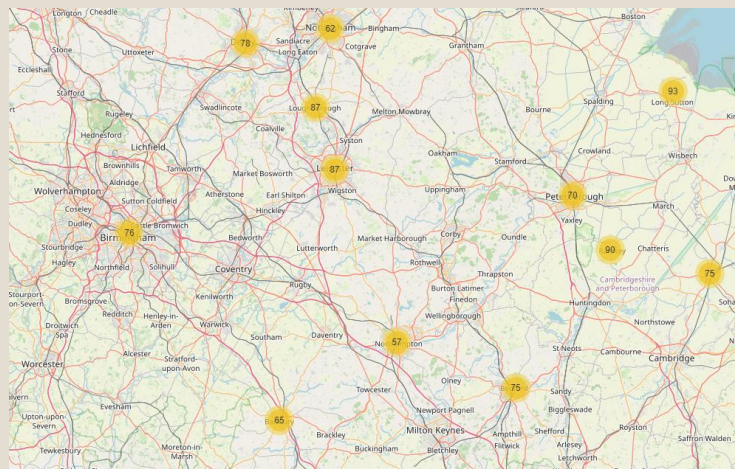 Longton
Cheadle
Boston
62
Bingham
Stone
Uttoxeter
78
Sandiacre
Long Eaton
Cotgrave
Grantham
Eccleshall
Stafford
Rugeley
Swadlincote
87
Melton Mowbray
Bourne
Spalding
93
Long Sutton
Hednesford
Coalville
Lichfield
Syston
Oakham
Stamford
Crowland
Wisbech
Brownhills
Tamworth
Market Bosworth
87
Aldridge
Wolverhampton
Atherstone
Earl Shilton
Wigston
Uppingham
70
Peterborough
March
Sutton Coldfield
Coseley
Hinckley
Dudley
Yaxley
76
Birmingham
Stourbridge
Bedworth
Lutterworth
Market Harborough
Corby
Oundle
90
Chatteris
Hagley
Northfield
Solihull
Coventry
Rothwell
Thrapston
75
Cambridgeshire
and Peterborough
Stourport
-on-Severn
Bromsgrove
Kenilworth
Rugby
Burton Latimer
Finedon
Huntingdon
Redditch
Henley-in-
Arden
Droitwich
Spa
Warwick
Southam
Daventry
57
Northampton
Wellingborough
Northstowe
St Neots
Cambourne
Cambridge
Alcester
Stratford-
upon-Avon
Worcester
Towcester
Olney
75
Sandy
Biggleswade
Evesham
Upton-upon-
Severn
65
Brackley
Newport Pagnell
Milton Keynes
Ampthill
Shefford
Royston
Saffron Walden
Flitwick
Tewkesbury
Moreton-in-
Marsh
Buckingham
Bletchley
Arlesey
Letchworth